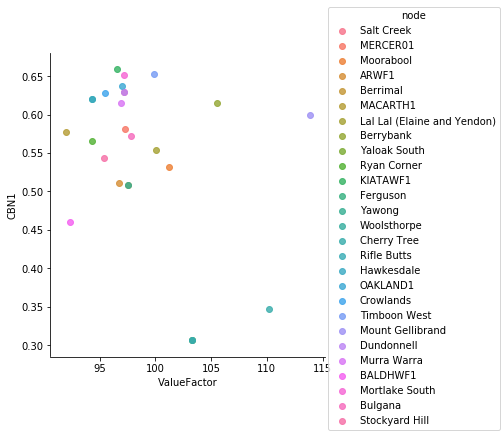 node
Salt Creek
MERCER01
Moorabool
ARWF1
Berrimal
MACARTH1
Lal Lal (Elaine and Yendon)
Berrybank
Yaloak South
Ryan Corner
KIATAWF1
Ferguson
Yawong
Woolsthorpe
Cherry Tree
Rifle Butts
Hawkesdale
OAKLAND1
Crowlands
Timboon West
Mount Gellibrand
Dundonnell
Murra Warra
BALDHWF1
Mortlake South
Bulgana
Stockyard Hill
0.65
0.60
0.55
0.50
0.45
0.40
0.35
0.30
CBN1
95 100 105 110 115
ValueFactor